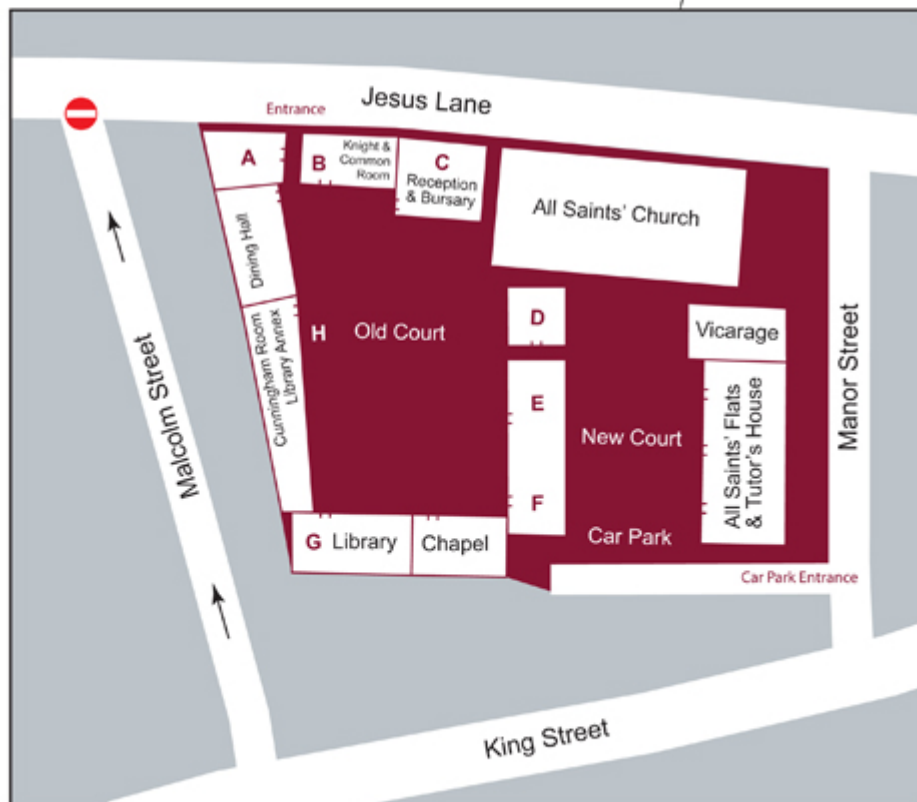 Jesus Lane
Entrance
A
B
Knight &
Common
Room
C
Reception
& Bursary
All Saints' Church
Dining Hall
D
Vicarage
H
Old Court
Cunningham Room
Library Annex
Malcolm Street
Manor Street
E
New Court
All Saints' Flats
& Tutor's House
F
Car Park
G
Library
Chapel
Car Park Entrance
King Street